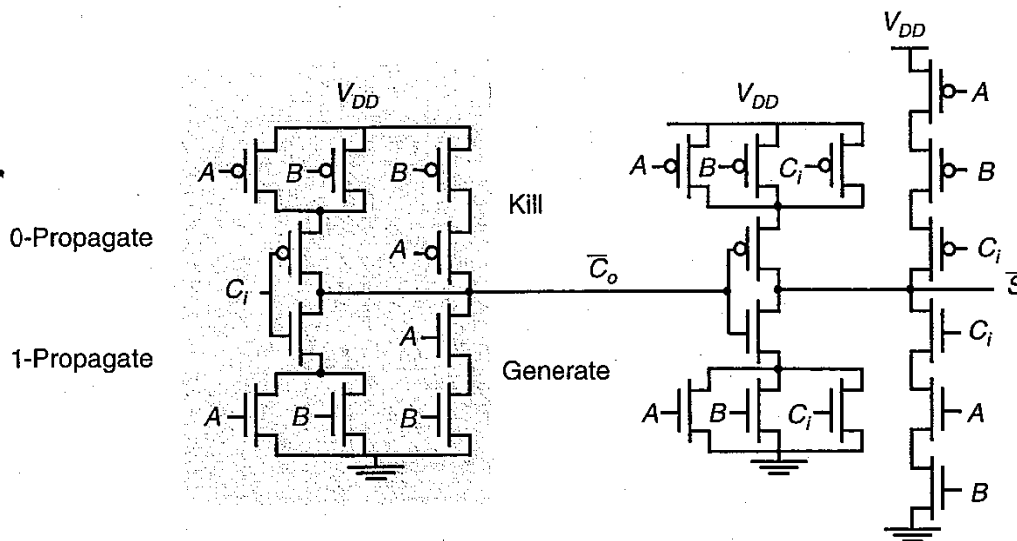 V_DD
A
B
B
0-Propagate
A
Kill
C_i
1-Propagate
A
Generate
A
B
B
C̅_o
V_DD
A
B
C_i
A
B
C_i
V_DD
A
B
C_i
S̅
C_i
A
B